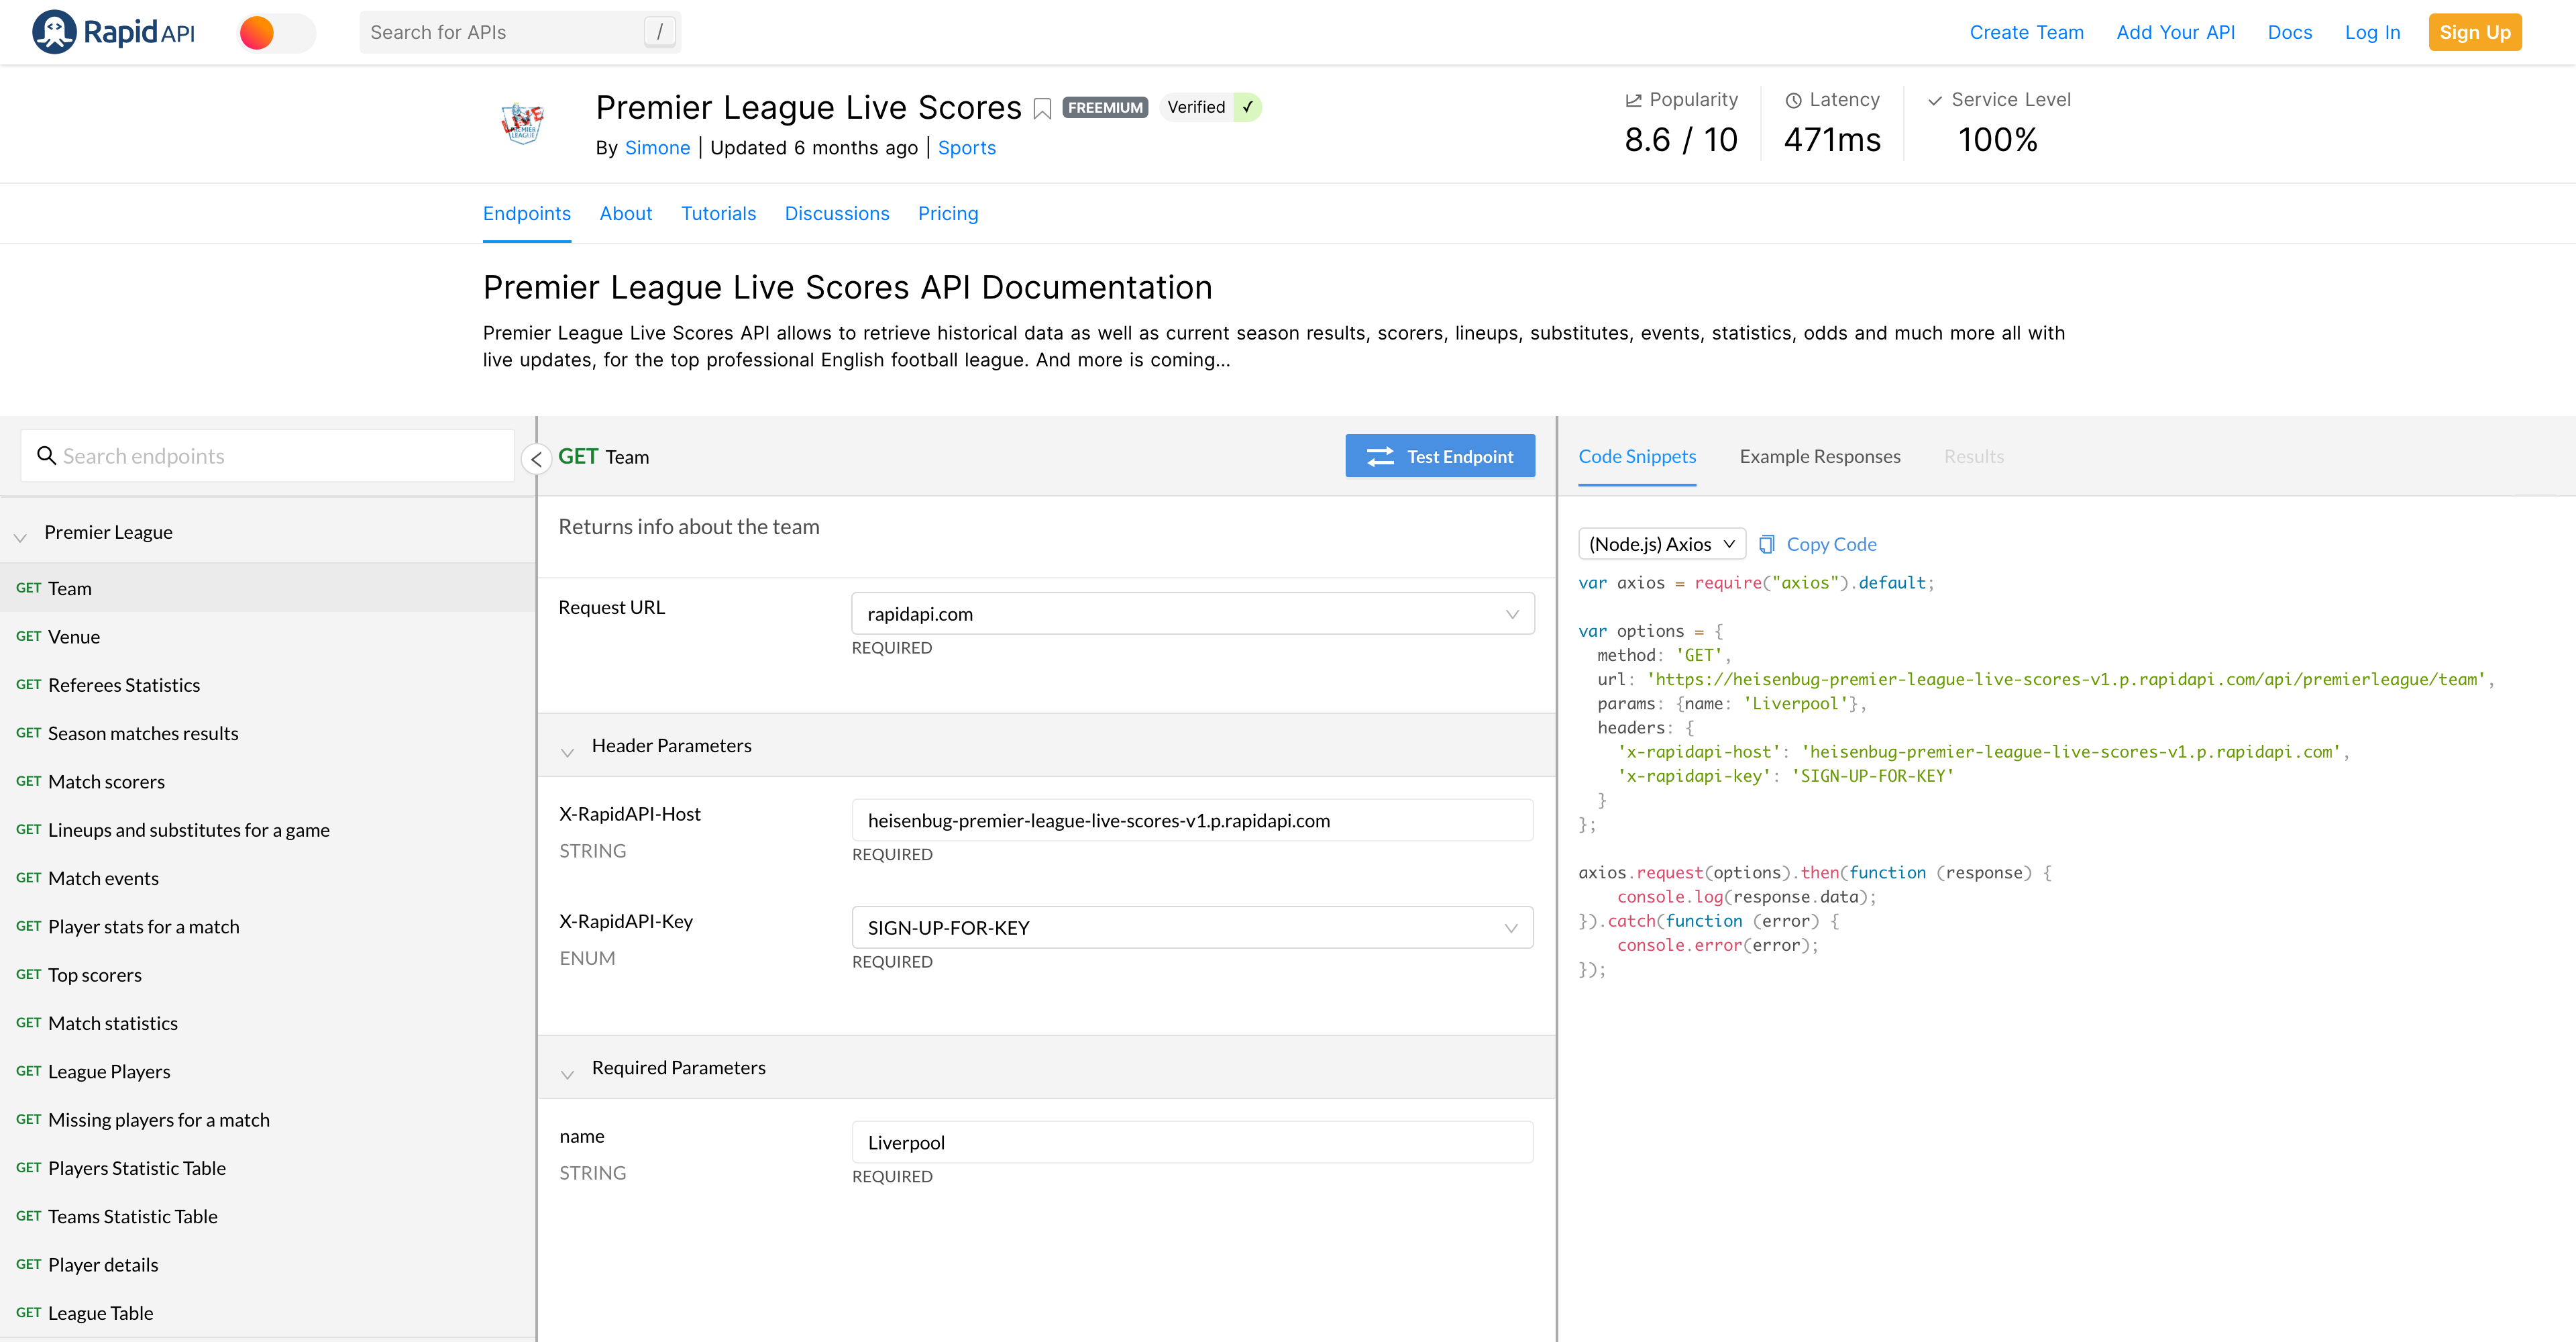 Rapid API
Search for APIs
/
Create Team
Add Your API
Docs
Log In
Sign Up
LIVE
PREMIER
LEAGUE
Premier League Live Scores
FREEMIUM
Verified ✓
By Simone | Updated 6 months ago | Sports
Popularity
8.6 / 10
Latency
471ms
Service Level
100%
Endpoints
About
Tutorials
Discussions
Pricing
Premier League Live Scores API Documentation
Premier League Live Scores API allows to retrieve historical data as well as current season results, scorers, lineups, substitutes, events, statistics, odds and much more all with
live updates, for the top professional English football league. And more is coming...
Search endpoints
Premier League
GET Team
GET Venue
GET Referees Statistics
GET Season matches results
GET Match scorers
GET Lineups and substitutes for a game
GET Match events
GET Player stats for a match
GET Top scorers
GET Match statistics
GET League Players
GET Missing players for a match
GET Players Statistic Table
GET Teams Statistic Table
GET Player details
GET League Table
GET Team
Test Endpoint
Returns info about the team
Request URL
rapidapi.com
REQUIRED
Header Parameters
X-RapidAPI-Host
STRING
heisenbug-premier-league-live-scores-v1.p.rapidapi.com
REQUIRED
X-RapidAPI-Key
ENUM
SIGN-UP-FOR-KEY
REQUIRED
Required Parameters
name
STRING
Liverpool
REQUIRED
Code Snippets
Example Responses
Results
(Node.js) Axios
Copy Code
var axios = require("axios").default;
var options = {
method: 'GET',
url: 'https://heisenbug-premier-league-live-scores-v1.p.rapidapi.com/api/premierleague/team',
params: {name: 'Liverpool'},
headers: {
'x-rapidapi-host': 'heisenbug-premier-league-live-scores-v1.p.rapidapi.com',
'x-rapidapi-key': 'SIGN-UP-FOR-KEY'
}
};
axios.request(options).then(function (response) {
console.log(response.data);
}).catch(function (error) {
console.error(error);
});